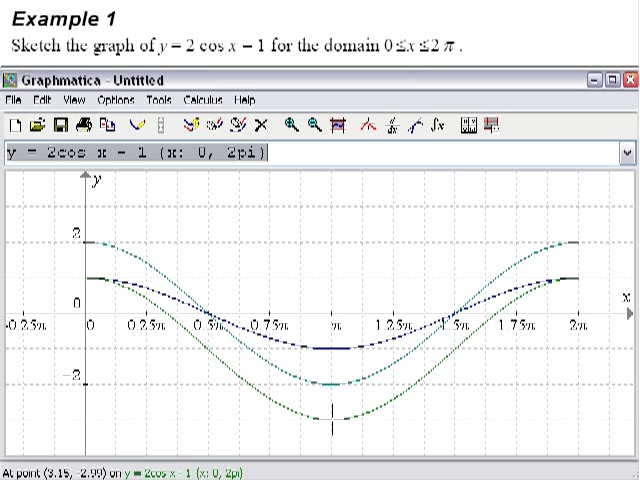 Example 1
Sketch the graph of y = 2 cos x − 1 for the domain 0 ≤ x ≤ 2 π .
Graphmatica - Untitled
File Edit View Options Tools Calculus Help
y = 2cos x - 1 {x: 0, 2pi}
y
2
0
x
-0.25π 0 0.25π 0.5π 0.75π π 1.25π 1.5π 1.75π 2π
-2
At point (3.15, -2.99) on y = 2cos x - 1 {x: 0, 2pi}